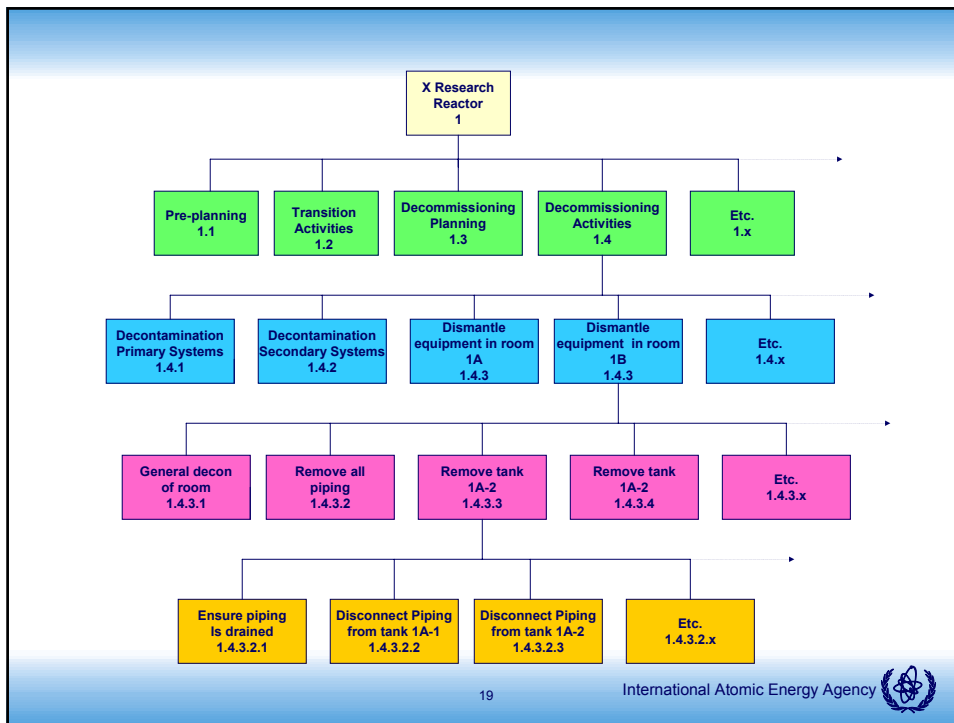 X Research
Reactor
1
Pre-planning
1.1
Transition
Activities
1.2
Decommissioning
Planning
1.3
Decommissioning
Activities
1.4
Etc.
1.x
Decontamination
Primary Systems
1.4.1
Decontamination
Secondary Systems
1.4.2
Dismantle
equipment in room
1A
1.4.3
Dismantle
equipment in room
1B
1.4.3
Etc.
1.4.x
General decon
of room
1.4.3.1
Remove all
piping
1.4.3.2
Remove tank
1A-2
1.4.3.3
Remove tank
1A-2
1.4.3.4
Etc.
1.4.3.x
Ensure piping
Is drained
1.4.3.2.1
Disconnect Piping
from tank 1A-1
1.4.3.2.2
Disconnect Piping
from tank 1A-2
1.4.3.2.3
Etc.
1.4.3.2.x
19
International Atomic Energy Agency